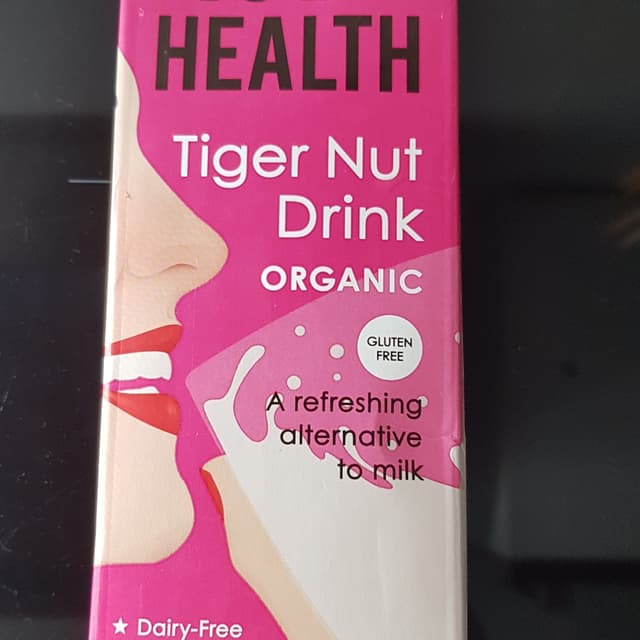 HEALTH
Tiger Nut
Drink
ORGANIC
GLUTEN
FREE
A refreshing
alternative
to milk
★ Dairy-Free